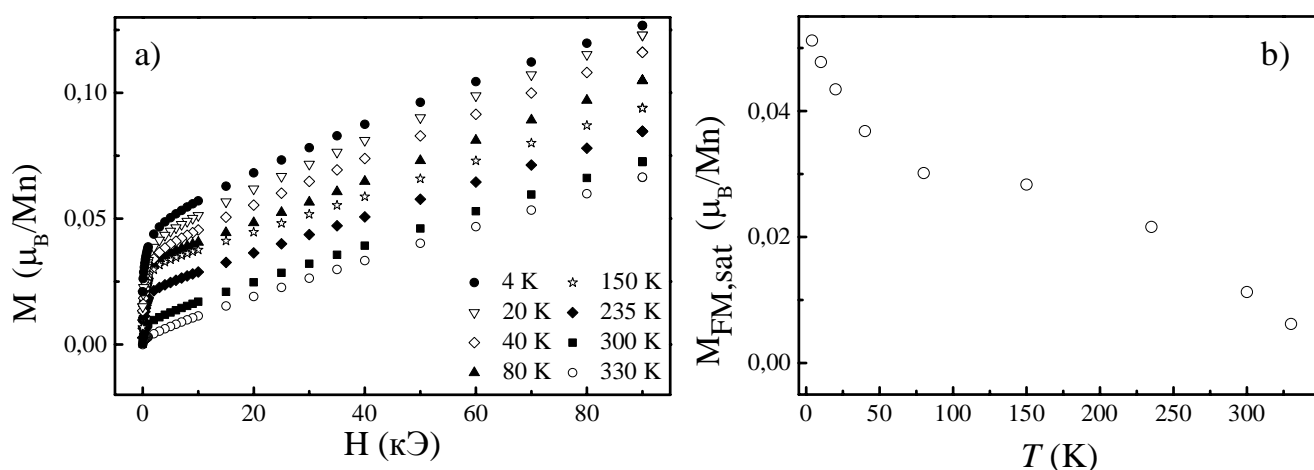 a)
M (μB/Mn)
0,10
0,05
0,00
0 20 40 60 80
H (кЭ)
4 K 150 K
20 K 235 K
40 K 300 K
80 K 330 K
b)
MFM,sat (μB/Mn)
0,04
0,02
0,00
0 50 100 150 200 250 300
T (K)